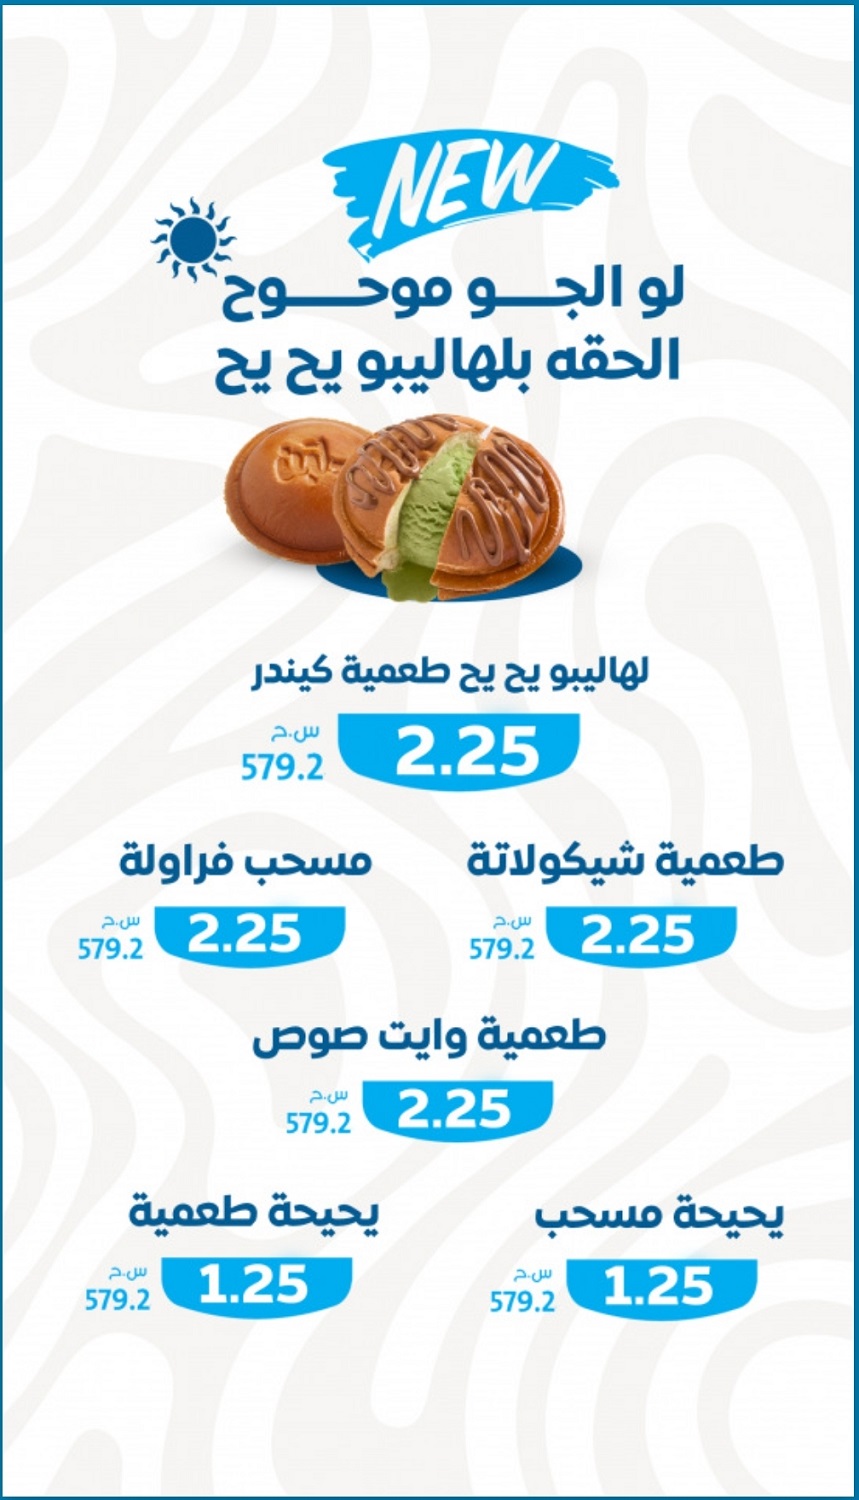 NEW
لو الجـــو موحـــوح
الحقه بلهاليبو يح يح
بلبن
لهاليبو يح يح طعمية كيندر
2.25
س.ح
579.2
طعمية شيكولاتة
2.25
س.ح
579.2
مسحب فراولة
2.25
س.ح
579.2
طعمية وايت صوص
2.25
س.ح
579.2
يحيحة مسحب
1.25
س.ح
579.2
يحيحة طعمية
1.25
س.ح
579.2